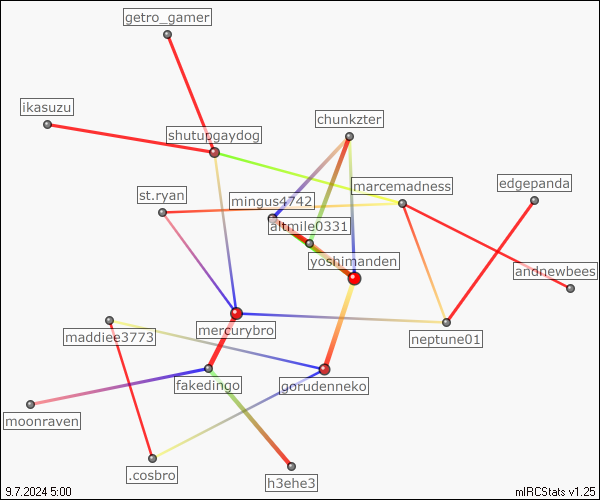 getro_gamer
ikasuzu
chunkzter
shutupgaydog
edgepanda
marcemadness
st.ryan
mingus4742
altmile0331
yoshimanden
andnewbees
mercurybro
maddiee3773
neptune01
fakedingo
gorudenneko
moonraven
.cosbro
h3ehe3
9.7.2024 5:00
mIRCStats v1.25